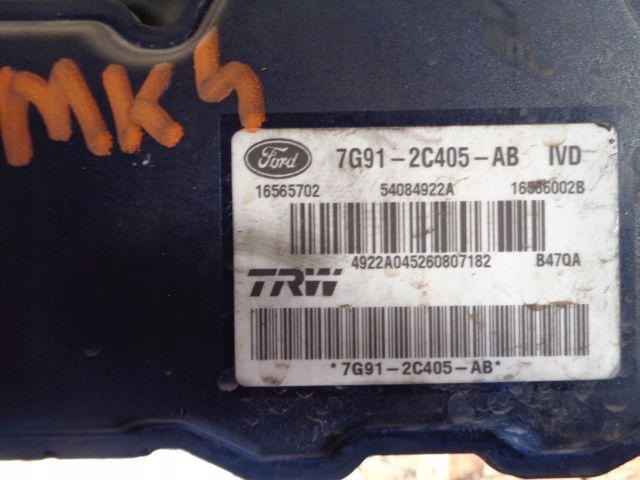 MK4
Ford 7G91-2C405-AB IVD
16565702 54084922A 16566002B
4922A045260807182 B47QA
TRW
*7G91-2C405-AB*